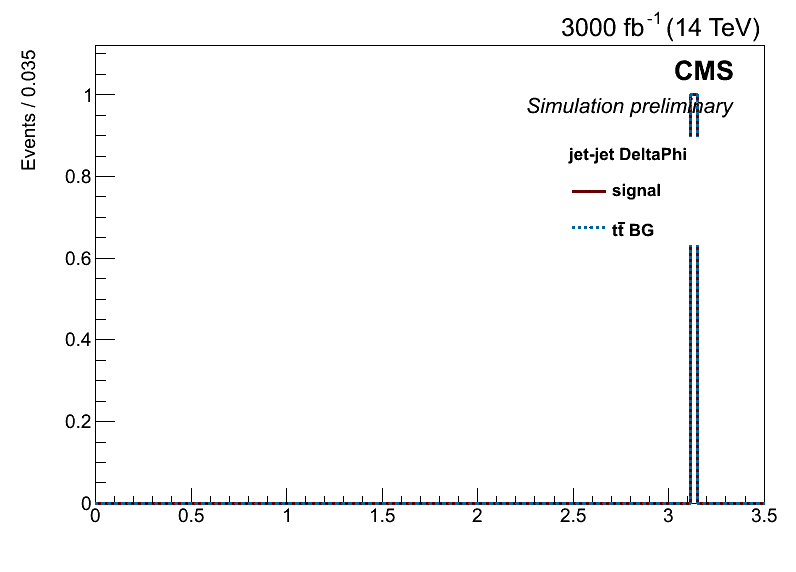 3000 fb-1 (14 TeV)
CMS
Simulation preliminary
jet-jet DeltaPhi
signal
tt̄ BG
Events / 0.035
1
0.8
0.6
0.4
0.2
0
0 0.5 1 1.5 2 2.5 3 3.5